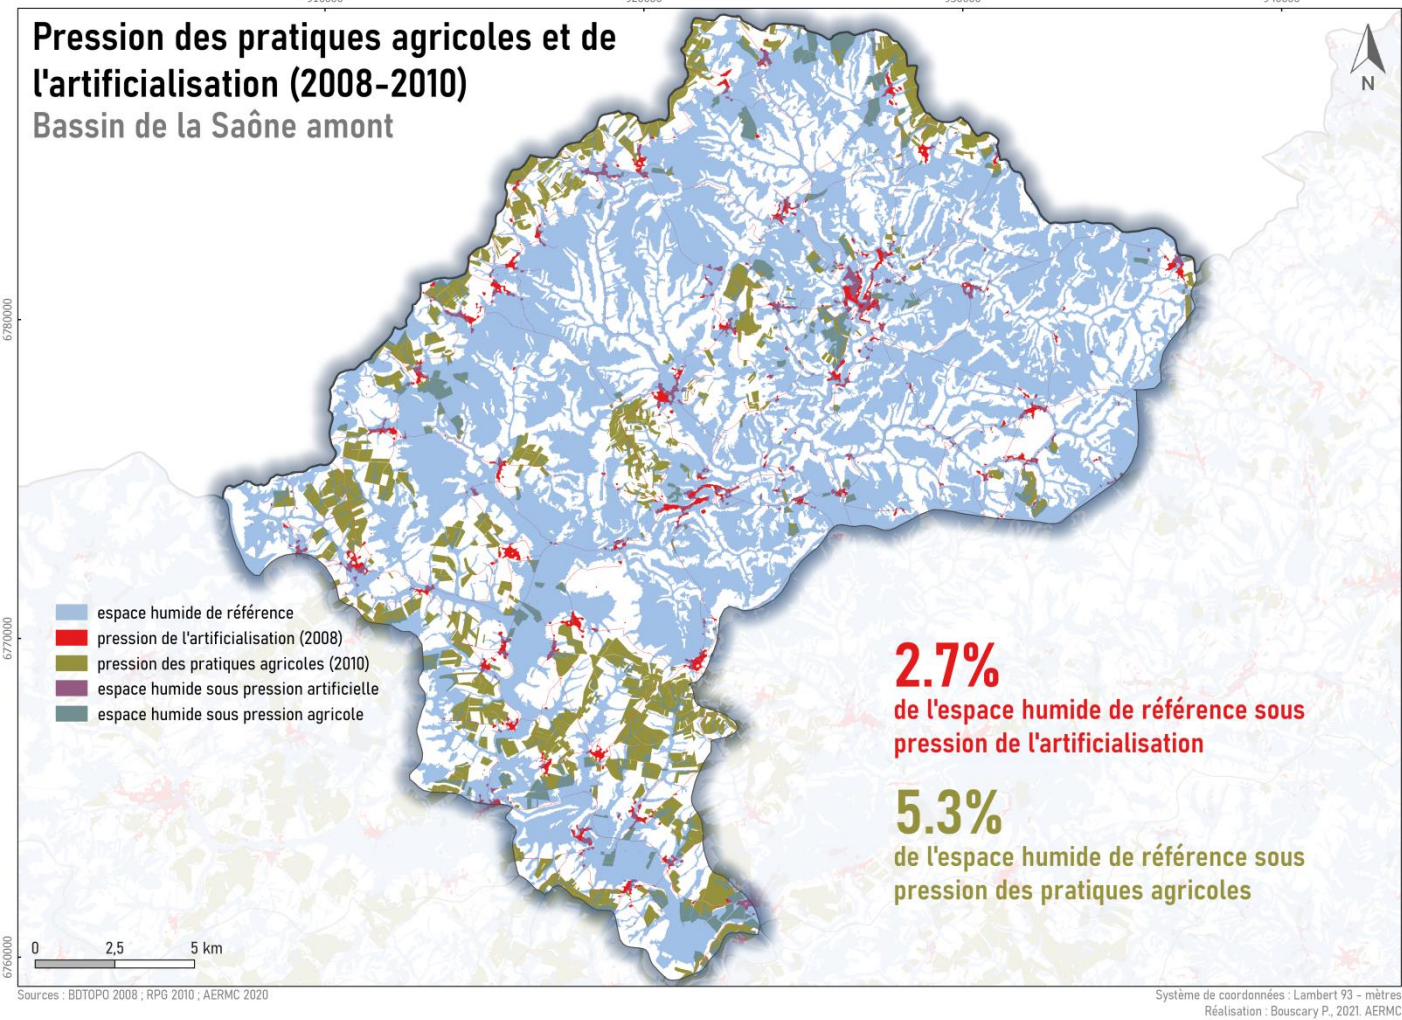 910000
920000
930000
940000
Pression des pratiques agricoles et de
l'artificialisation (2008-2010)
Bassin de la Saône amont
N
6780000
6770000
6760000
espace humide de référence
pression de l'artificialisation (2008)
pression des pratiques agricoles (2010)
espace humide sous pression artificielle
espace humide sous pression agricole
2.7%
de l'espace humide de référence sous
pression de l'artificialisation
5.3%
de l'espace humide de référence sous
pression des pratiques agricoles
0 2,5 5 km
Sources : BDTOPO 2008 ; RPG 2010 ; AERMC 2020
Système de coordonnées : Lambert 93 - mètres
Réalisation : Bouscary P., 2021. AERMC